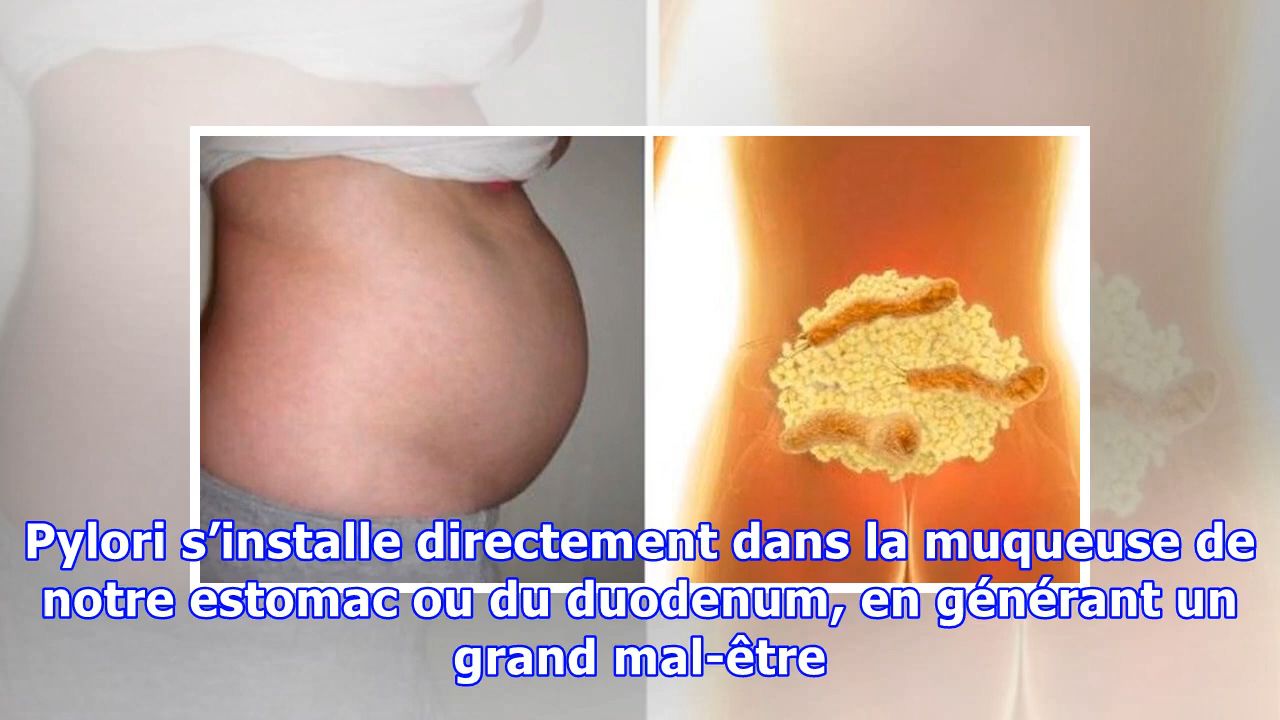 Pylori s’installe directement dans la muqueuse de
notre estomac ou du duodenum, en générant un
grand mal-être